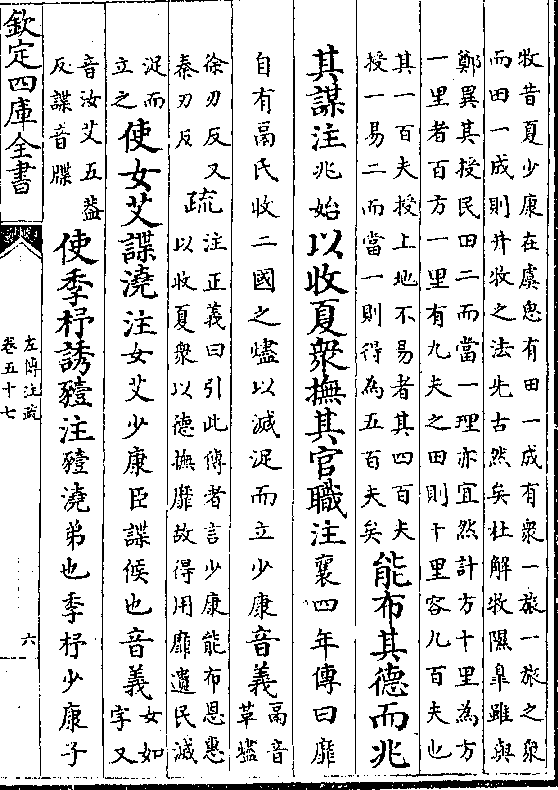 牧昔夏少康在虞思有田一成有衆一旅一旅之衆
而田一成則井牧之法先古然矣杜解牧隰臯雖與
鄭異其授民田二而當一理亦宜然計方十里為方
一里者百方一里有九夫之田則十里容九百夫也
其一百夫授上地不易者其四百夫
授一易二而當一則得為五百夫矣
能布其德而兆
其謀注兆始以收夏衆撫其官職注襄四年傳曰靡
自有鬲氏收二國之燼以滅浞而立少康音義
鬲音
革燼
徐刃反又
秦刃反
疏
注正義曰引此傳者言少康能布恩惠
以收夏衆以德撫靡故得用靡遺民滅
浞而
立之
使女艾諜澆注女艾少康臣諜候也音義
女如
字又
音汝艾五葢
反諜音牒
使季杼誘豷注豷澆弟也季杼少康子
欽定四庫全書
左傳注疏
卷五十七
六